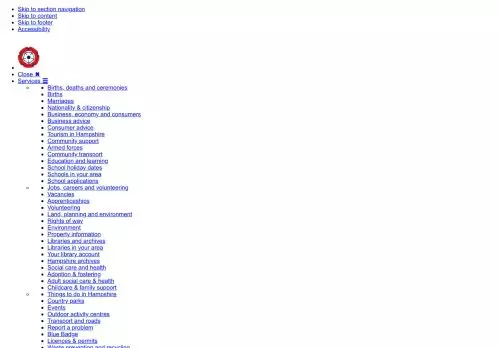 Skip to section navigation
Skip to content
Skip to footer
Accessibility
Close ✖
Services ☰
Births, deaths and ceremonies
Births
Marriages
Nationality & citizenship
Business, economy and consumers
Business advice
Consumer advice
Tourism in Hampshire
Community support
Armed forces
Community transport
Education and learning
School holiday dates
Schools in your area
School applications
Jobs, careers and volunteering
Vacancies
Apprenticeships
Volunteering
Land, planning and environment
Rights of way
Environment
Property information
Libraries and archives
Libraries in your area
Your library account
Hampshire archives
Social care and health
Adoption & fostering
Adult social care & health
Childcare & family support
Things to do in Hampshire
Country parks
Events
Outdoor activity centres
Transport and roads
Report a problem
Blue Badge
Licences & permits
Waste prevention and recycling